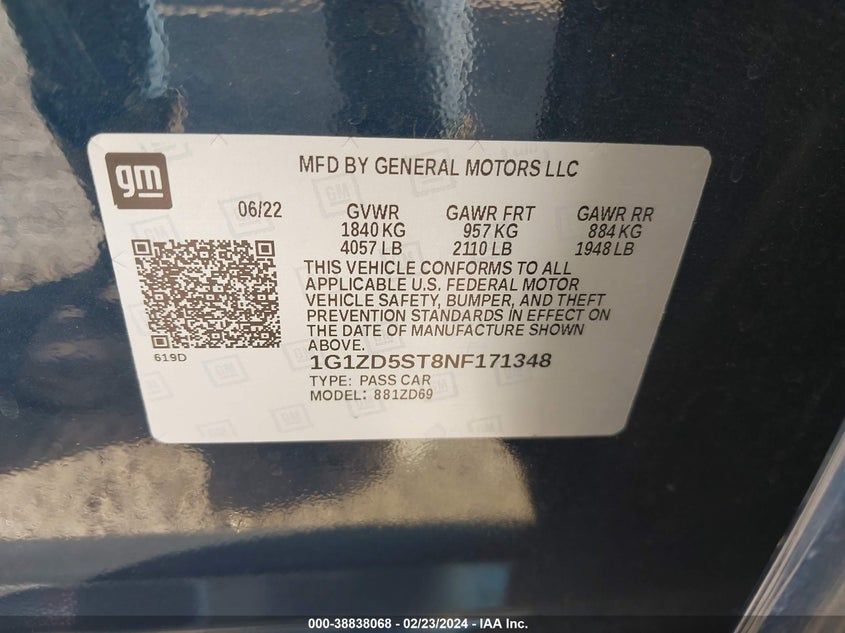 gm
MFD BY GENERAL MOTORS LLC
06/22
GVWR
1840 KG
4057 LB
GAWR FRT
957 KG
2110 LB
GAWR RR
884 KG
1948 LB
THIS VEHICLE CONFORMS TO ALL
APPLICABLE U.S. FEDERAL MOTOR
VEHICLE SAFETY, BUMPER, AND THEFT
PREVENTION STANDARDS IN EFFECT ON
THE DATE OF MANUFACTURE SHOWN
ABOVE.
619D
1G1ZD5ST8NF171348
TYPE: PASS CAR
MODEL: 881ZD69
000-38838068 - 02/23/2024 - IAA Inc.